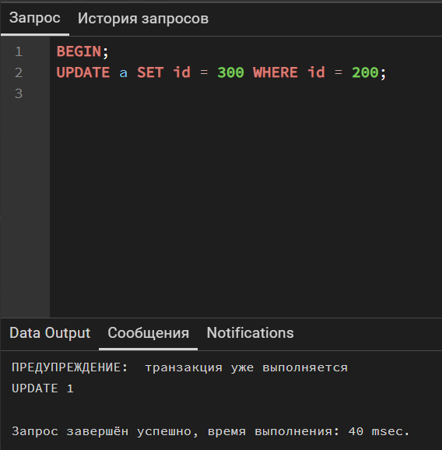 Запрос История запросов
1 BEGIN;
2 UPDATE a SET id = 300 WHERE id = 200;
3
Data Output Сообщения Notifications
ПРЕДУПРЕЖДЕНИЕ: транзакция уже выполняется
UPDATE 1
Запрос завершён успешно, время выполнения: 40 msec.